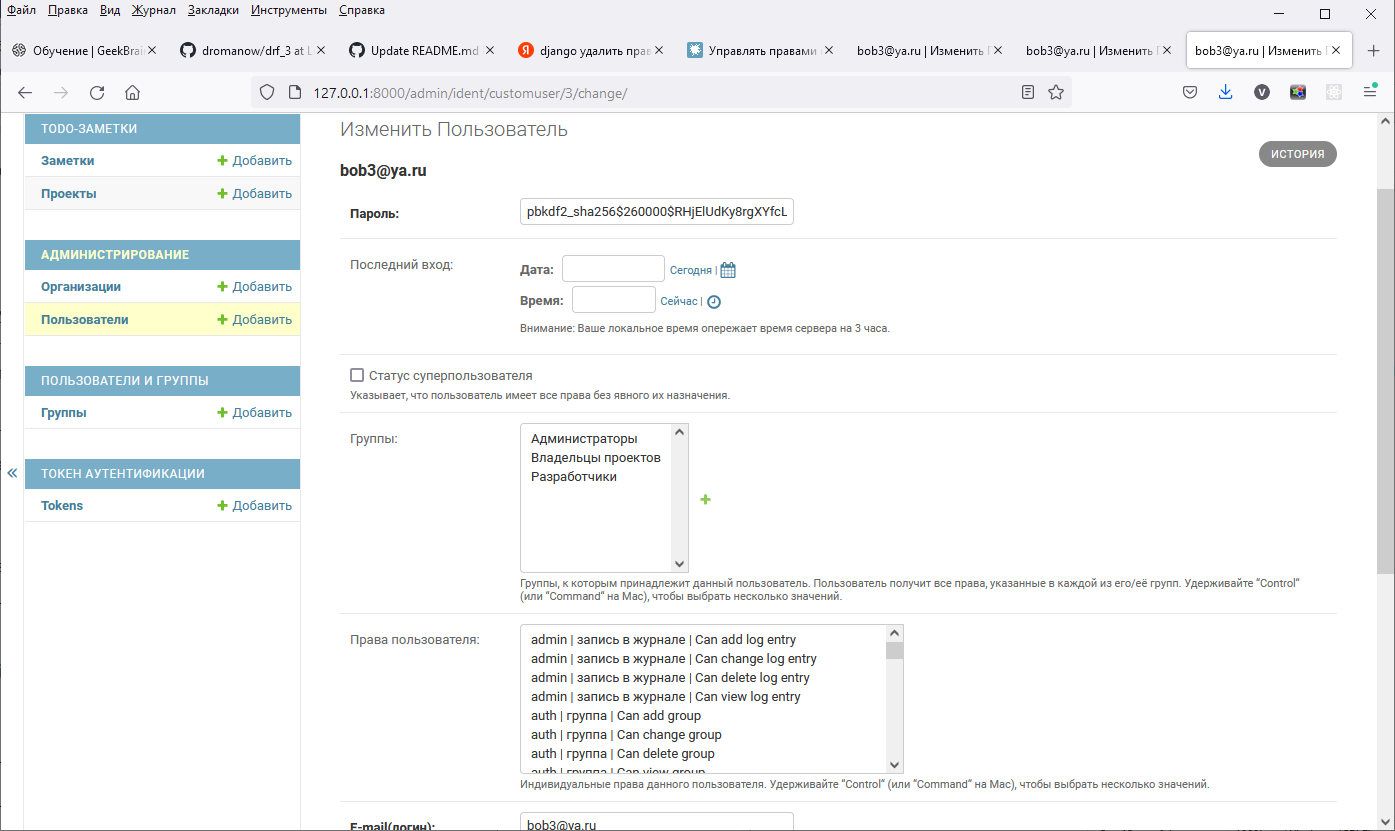 Файл Правка Вид Журнал Закладки Инструменты Справка
Обучение | GeekBrai
dromanow/drf_3 at L
Update README.md
Я django удалить прав
Управлять правами
bob3@ya.ru | Изменить П
bob3@ya.ru | Изменить П
bob3@ya.ru | Изменить П
127.0.0.1:8000/admin/ident/customuser/3/change/
V
TODO-ЗАМЕТКИ
Заметки + Добавить
Проекты + Добавить
АДМИНИСТРИРОВАНИЕ
Организации + Добавить
Пользователи + Добавить
ПОЛЬЗОВАТЕЛИ И ГРУППЫ
Группы + Добавить
ТОКЕН АУТЕНТИФИКАЦИИ
Tokens + Добавить
«
Изменить Пользователь
ИСТОРИЯ
bob3@ya.ru
Пароль: pbkdf2_sha256$260000$RHjElUdKy8rgXYfcL
Последний вход:
Дата: Сегодня |
Время: Сейчас |
Внимание: Ваше локальное время опережает время сервера на 3 часа.
Статус суперпользователя
Указывает, что пользователь имеет все права без явного их назначения.
Группы:
Администраторы
Владельцы проектов
Разработчики
Группы, к которым принадлежит данный пользователь. Пользователь получит все права, указанные в каждой из его/её групп. Удерживайте “Control“
(или “Command“ на Mac), чтобы выбрать несколько значений.
Права пользователя:
admin | запись в журнале | Can add log entry
admin | запись в журнале | Can change log entry
admin | запись в журнале | Can delete log entry
admin | запись в журнале | Can view log entry
auth | группа | Can add group
auth | группа | Can change group
auth | группа | Can delete group
auth | группа | Can view group
Индивидуальные права данного пользователя. Удерживайте “Control“ (или “Command“ на Mac), чтобы выбрать несколько значений.
E-mail(логин): bob3@ya.ru